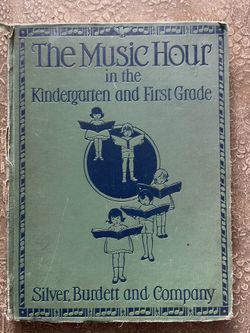 The Music Hour
in the
Kindergarten and First Grade
Silver, Burdett and Company